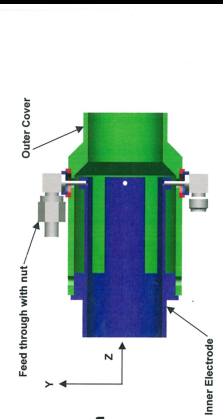 Outer Cover
Feed through with nut
Y
Z
Inner Electrode